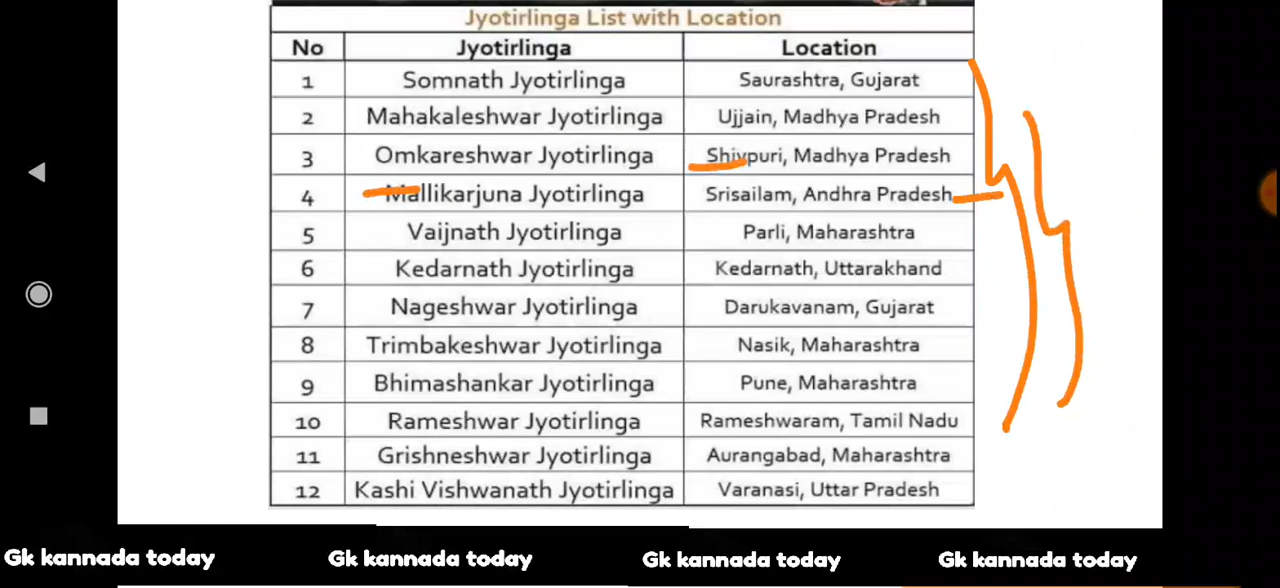 Jyotirlinga List with Location
No Jyotirlinga Location
1 Somnath Jyotirlinga Saurashtra, Gujarat
2 Mahakaleshwar Jyotirlinga Ujjain, Madhya Pradesh
3 Omkareshwar Jyotirlinga Shivpuri, Madhya Pradesh
4 Mallikarjuna Jyotirlinga Srisailam, Andhra Pradesh
5 Vaijnath Jyotirlinga Parli, Maharashtra
6 Kedarnath Jyotirlinga Kedarnath, Uttarakhand
7 Nageshwar Jyotirlinga Darukavanam, Gujarat
8 Trimbakeshwar Jyotirlinga Nasik, Maharashtra
9 Bhimashankar Jyotirlinga Pune, Maharashtra
10 Rameshwar Jyotirlinga Rameshwaram, Tamil Nadu
11 Grishneshwar Jyotirlinga Aurangabad, Maharashtra
12 Kashi Vishwanath Jyotirlinga Varanasi, Uttar Pradesh
Gk kannada today Gk kannada today Gk kannada today Gk kannada today